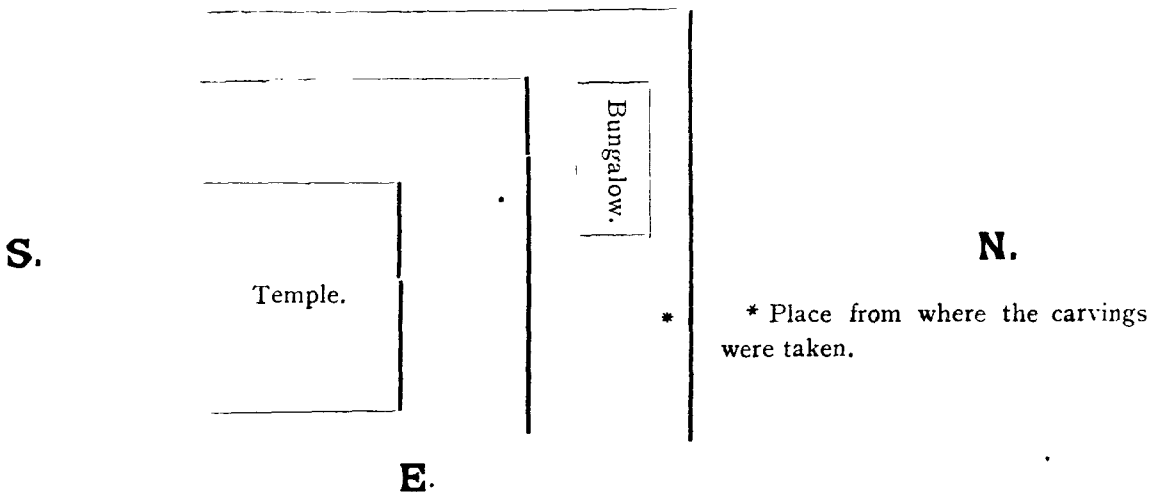 Bungalow.
S.
N.
Temple.
* * Place from where the carvings
were taken.
E.